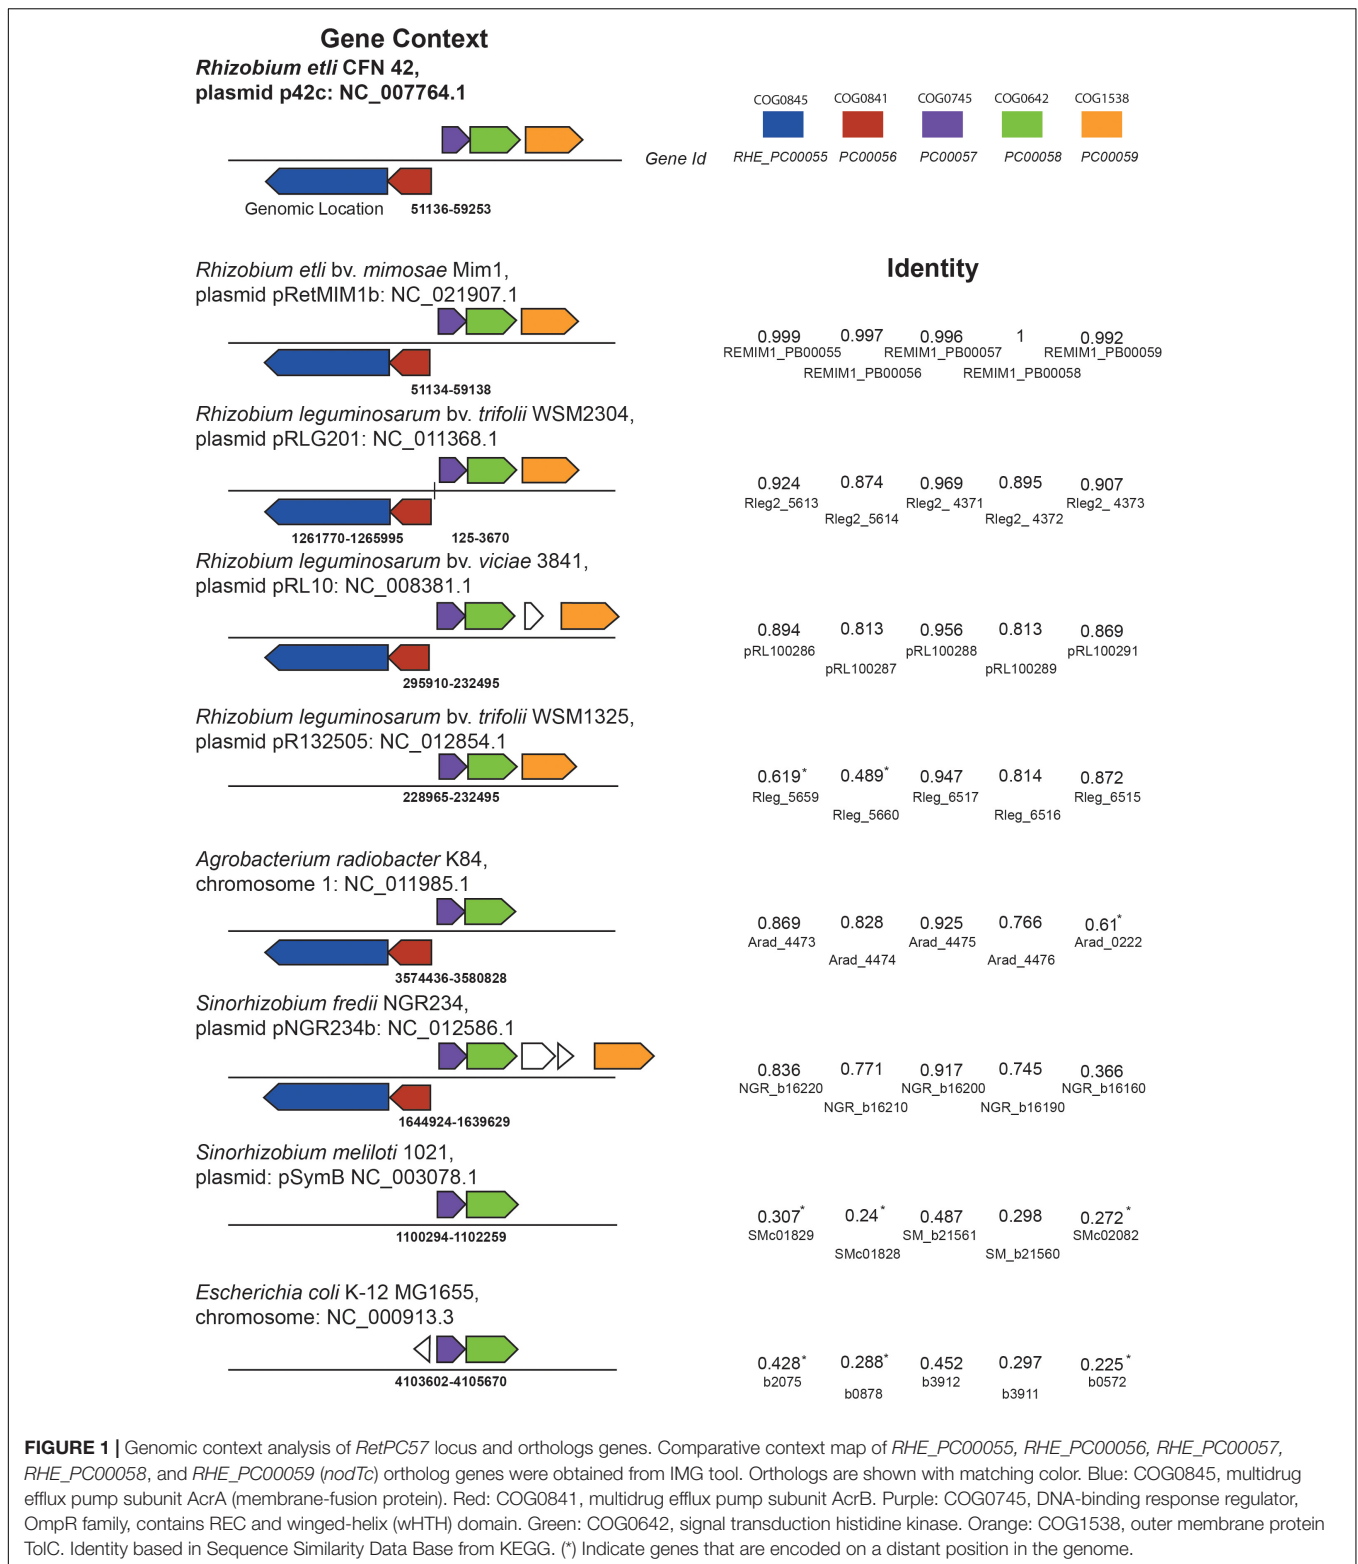 Gene Context
Rhizobium etli CFN 42,
plasmid p42c: NC_007764.1
COG0845 COG0841 COG0745 COG0642 COG1538
Gene Id RHE_PC00055 PC00056 PC00057 PC00058 PC00059
Genomic Location 51136-59253
Rhizobium etli bv. mimosae Mim1,
plasmid pRetMIM1b: NC_021907.1
Identity
0.999 0.997 0.996 1 0.992
REMIM1_PB00055 REMIM1_PB00057 REMIM1_PB00059
REMIM1_PB00056 REMIM1_PB00058
51134-59138
Rhizobium leguminosarum bv. trifolii WSM2304,
plasmid pRLG201: NC_011368.1
0.924 0.874 0.969 0.895 0.907
Rleg2_5613 Rleg2_ 4371 Rleg2_ 4373
Rleg2_5614 Rleg2_ 4372
1261770-1265995 125-3670
Rhizobium leguminosarum bv. viciae 3841,
plasmid pRL10: NC_008381.1
0.894 0.813 0.956 0.813 0.869
pRL100286 pRL100288 pRL100291
pRL100287 pRL100289
295910-232495
Rhizobium leguminosarum bv. trifolii WSM1325,
plasmid pR132505: NC_012854.1
0.619* 0.489* 0.947 0.814 0.872
Rleg_5659 Rleg_6517 Rleg_6515
Rleg_5660 Rleg_6516
228965-232495
Agrobacterium radiobacter K84,
chromosome 1: NC_011985.1
0.869 0.828 0.925 0.766 0.61*
Arad_4473 Arad_4475 Arad_0222
Arad_4474 Arad_4476
3574436-3580828
Sinorhizobium fredii NGR234,
plasmid pNGR234b: NC_012586.1
0.836 0.771 0.917 0.745 0.366
NGR_b16220 NGR_b16200 NGR_b16160
NGR_b16210 NGR_b16190
1644924-1639629
Sinorhizobium meliloti 1021,
plasmid: pSymB NC_003078.1
0.307* 0.24* 0.487 0.298 0.272*
SMc01829 SM_b21561 SMc02082
SMc01828 SM_b21560
1100294-1102259
Escherichia coli K-12 MG1655,
chromosome: NC_000913.3
0.428* 0.288* 0.452 0.297 0.225*
b2075 b3912 b0572
b0878 b3911
4103602-4105670
FIGURE 1 | Genomic context analysis of RetPC57 locus and orthologs genes. Comparative context map of RHE_PC00055, RHE_PC00056, RHE_PC00057,
RHE_PC00058, and RHE_PC00059 (nodTc) ortholog genes were obtained from IMG tool. Orthologs are shown with matching color. Blue: COG0845, multidrug
efflux pump subunit AcrA (membrane-fusion protein). Red: COG0841, multidrug efflux pump subunit AcrB. Purple: COG0745, DNA-binding response regulator,
OmpR family, contains REC and winged-helix (wHTH) domain. Green: COG0642, signal transduction histidine kinase. Orange: COG1538, outer membrane protein
TolC. Identity based in Sequence Similarity Data Base from KEGG. (*) Indicate genes that are encoded on a distant position in the genome.